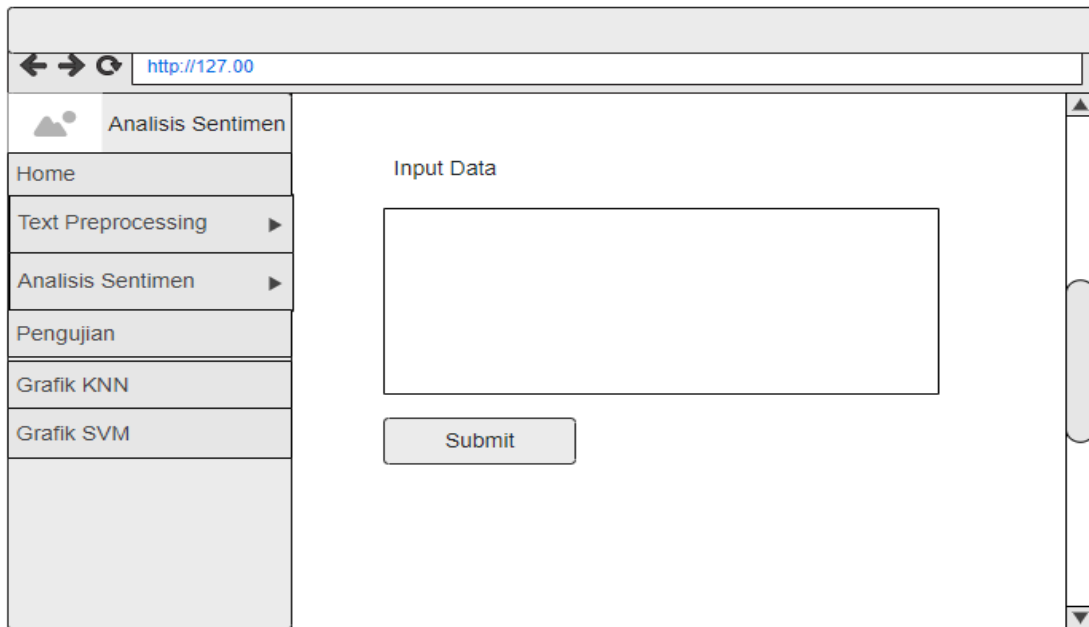 http://127.00
Analisis Sentimen
Home
Text Preprocessing
Analisis Sentimen
Pengujian
Grafik KNN
Grafik SVM
Input Data
Submit